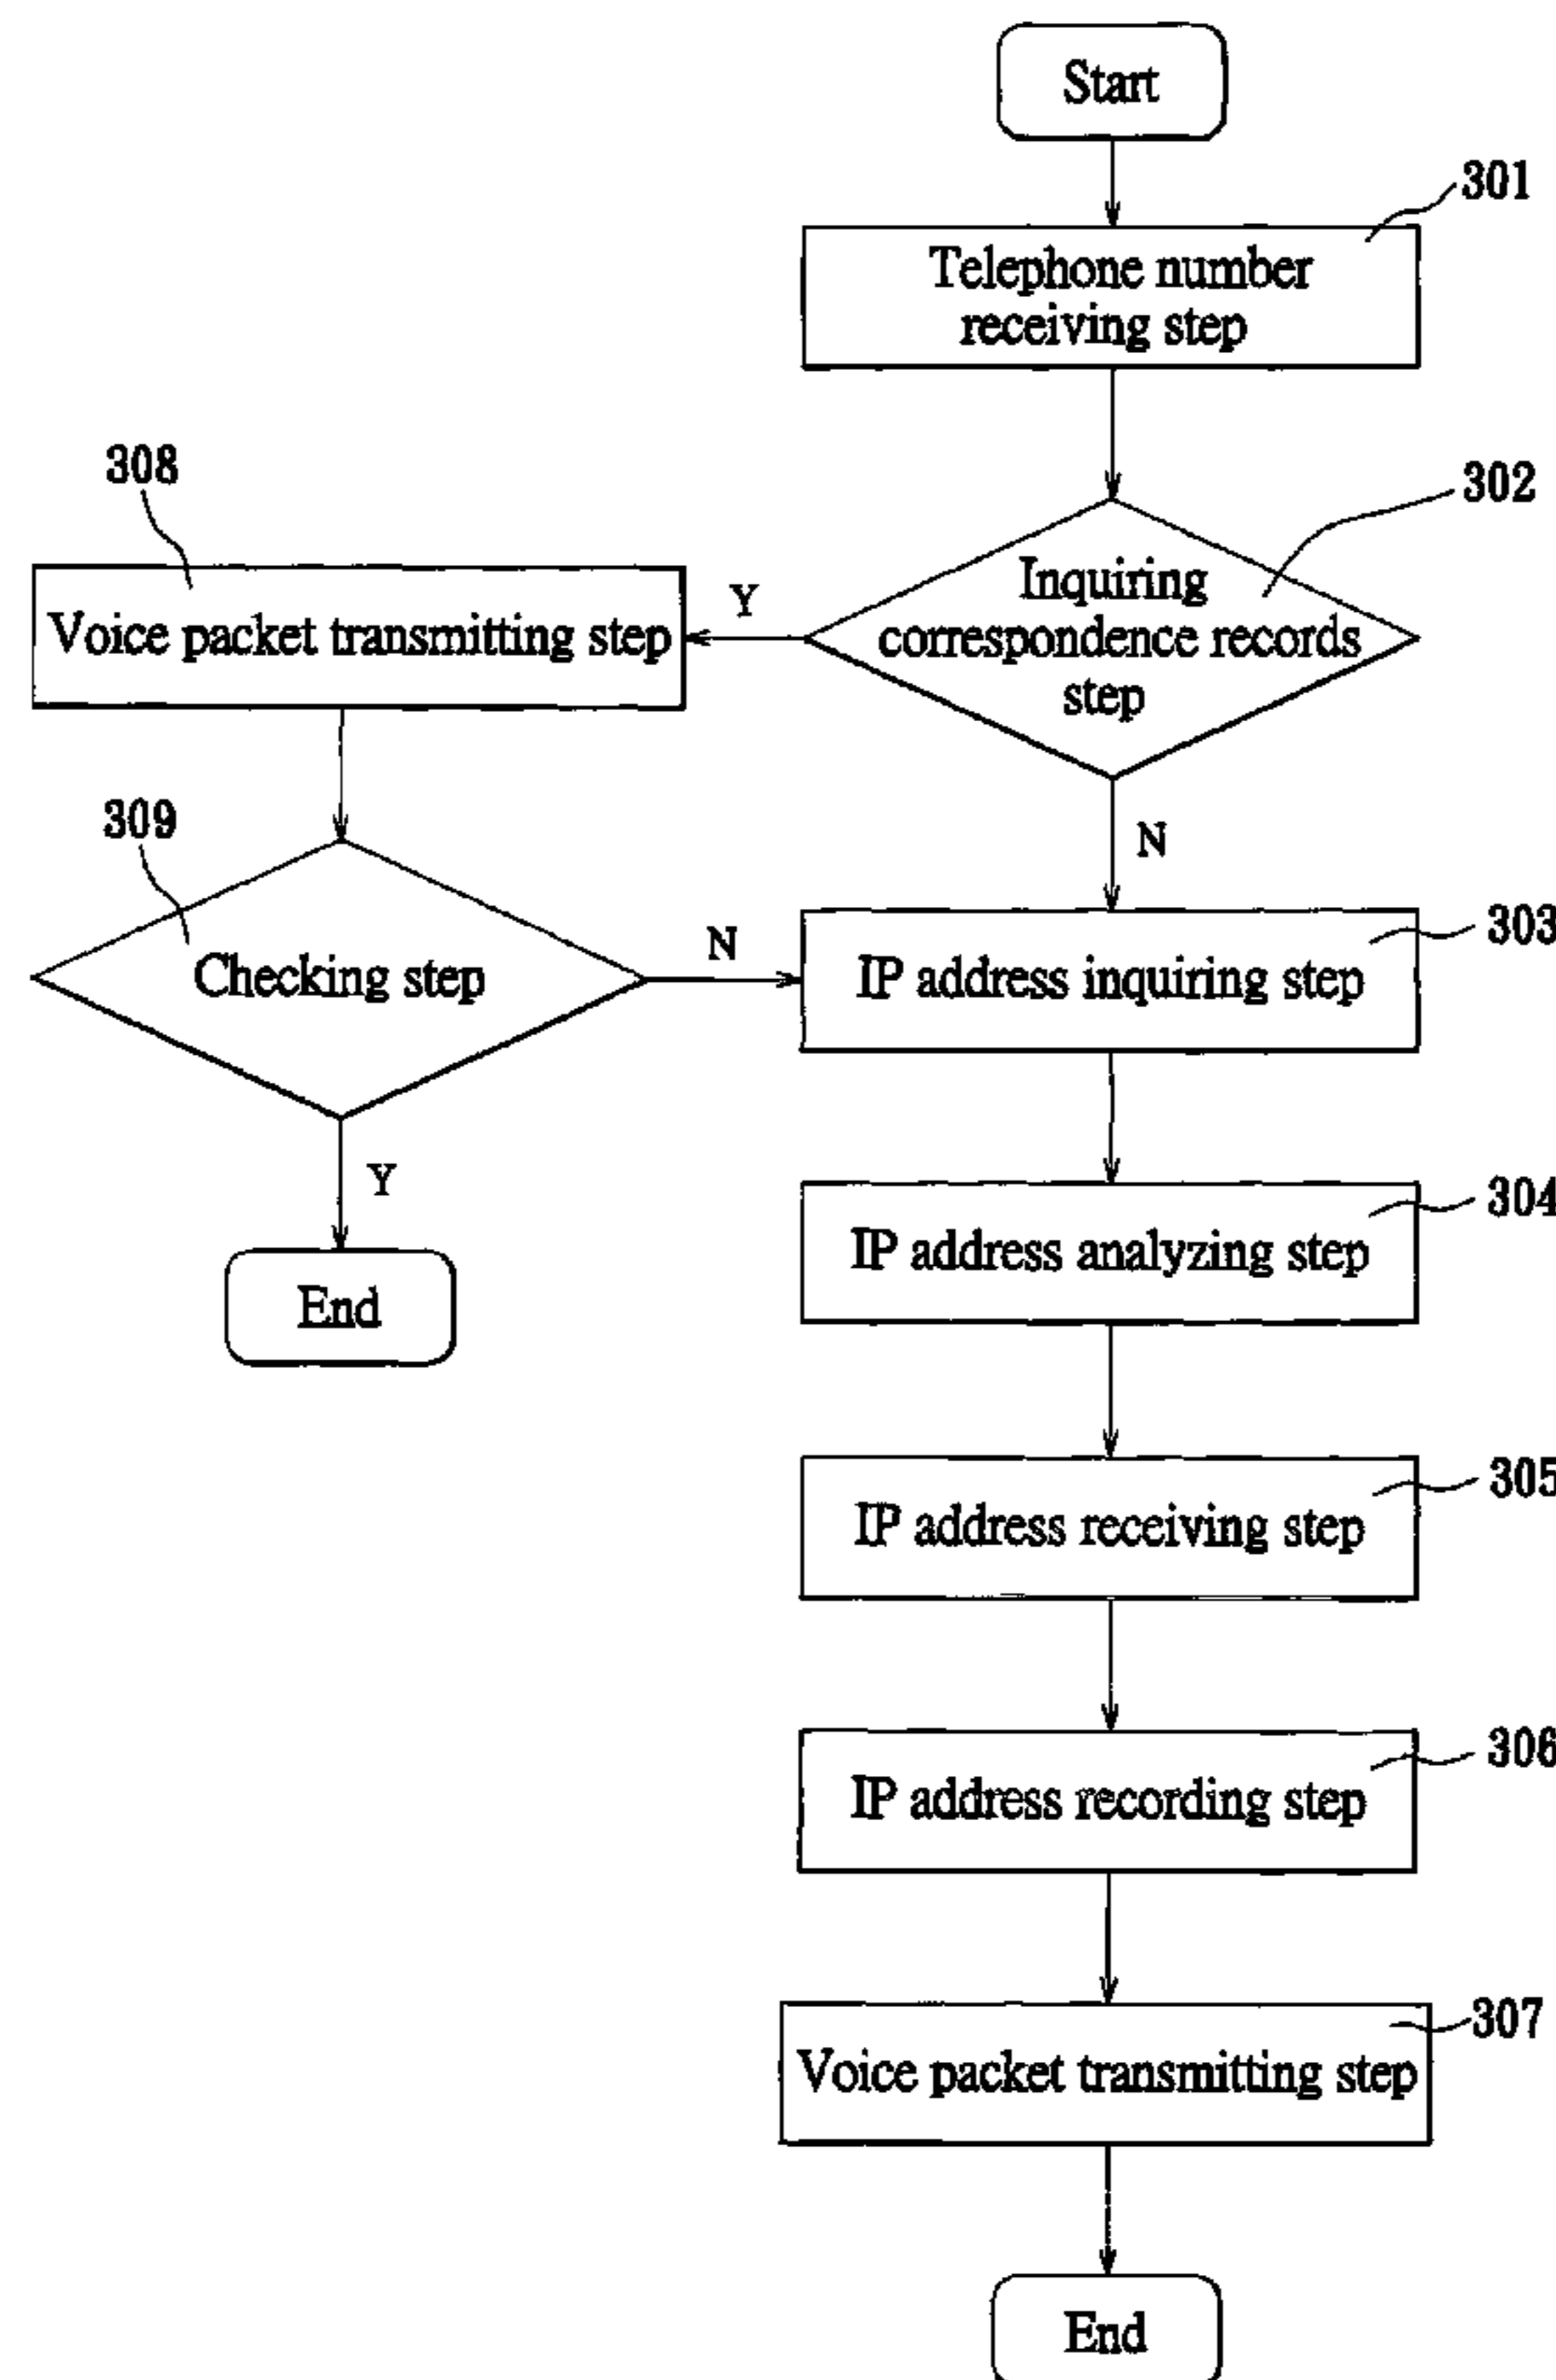 Start
301
Telephone number
receiving step
308
302
Inquiring
correspondence records
step
Y
Voice packet transmitting step
309
N
Checking step
N
303
IP address inquiring step
Y
304
IP address analyzing step
End
305
IP address receiving step
306
IP address recording step
307
Voice packet transmitting step
End